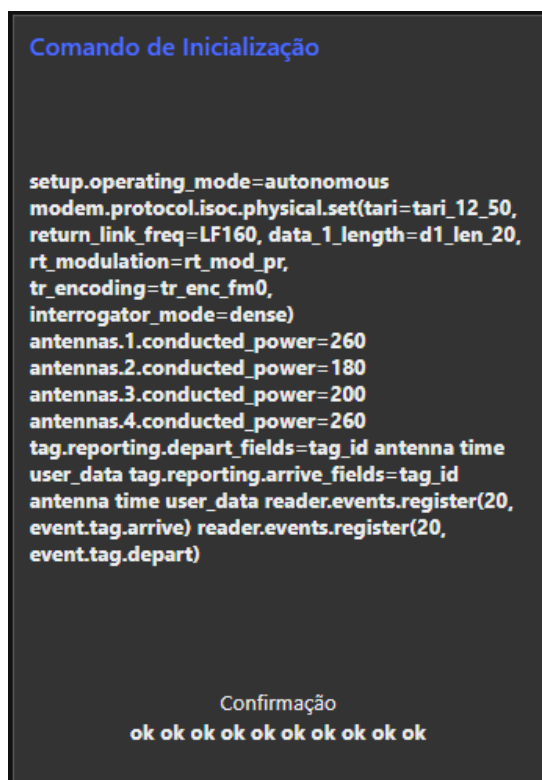 Comando de Inicialização
setup.operating_mode=autonomous
modem.protocol.isoc.physical.set(tari=tari_12_50,
return_link_freq=LF160, data_1_length=d1_len_20,
rt_modulation=rt_mod_pr,
tr_encoding=tr_enc_fm0,
interrogator_mode=dense)
antennas.1.conducted_power=260
antennas.2.conducted_power=180
antennas.3.conducted_power=200
antennas.4.conducted_power=260
tag.reporting.depart_fields=tag_id antenna time
user_data tag.reporting.arrive_fields=tag_id
antenna time user_data reader.events.register(20,
event.tag.arrive) reader.events.register(20,
event.tag.depart)
Confirmação
ok ok ok ok ok ok ok ok ok ok